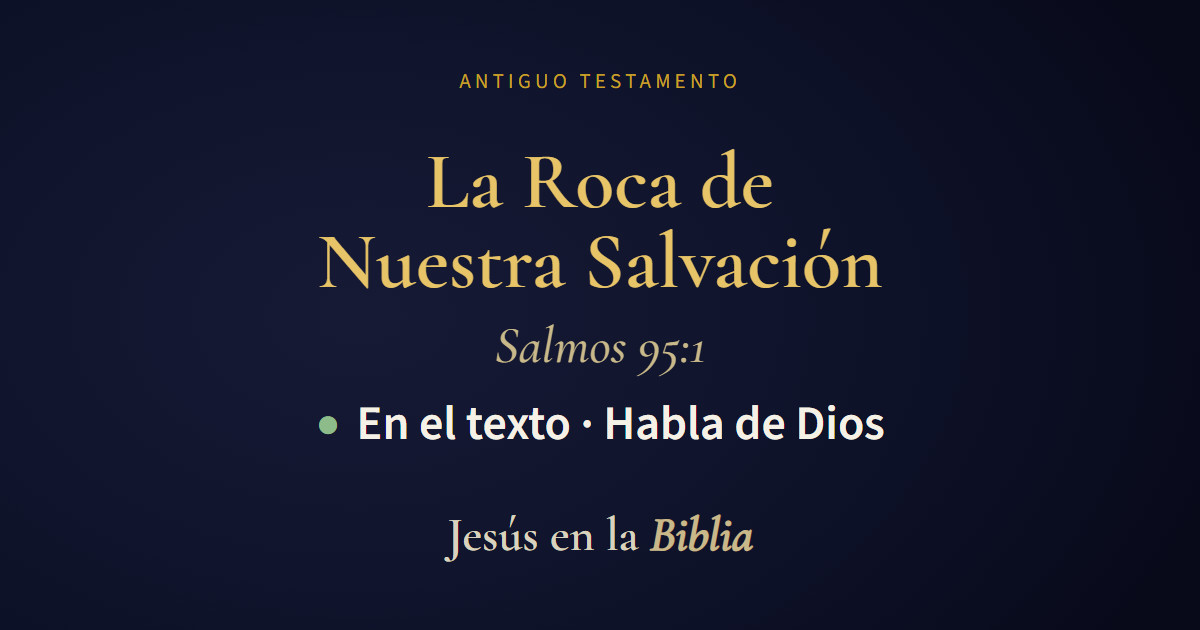 ANTIGUO TESTAMENTO
La Roca de
Nuestra Salvación
Salmos 95:1
En el texto · Habla de Dios
Jesús en la Biblia